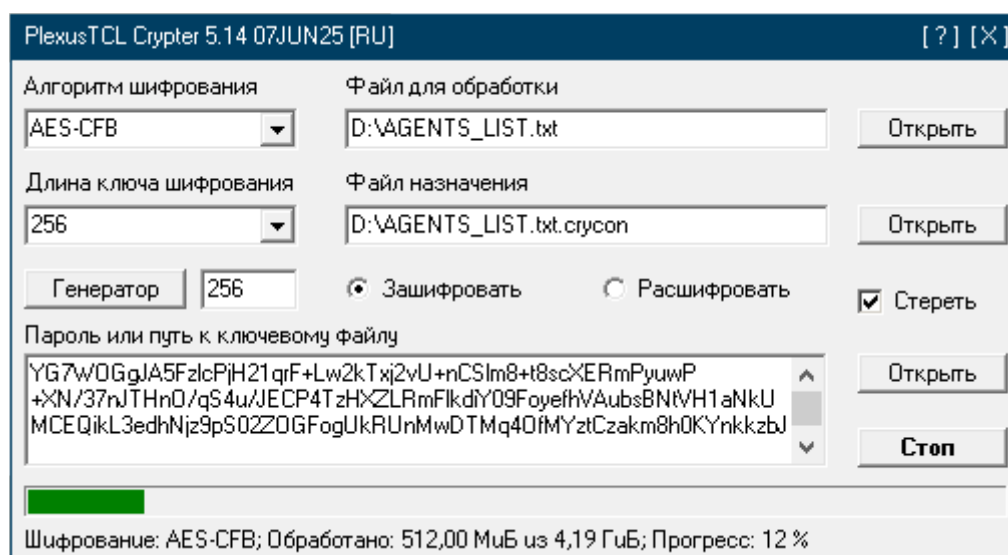 PlexusTCL Crypter 5.14 07JUN25 [RU] [ ? ] [X]
Алгоритм шифрования Файл для обработки
AES-CFB D:\AGENTS_LIST.txt Открыть
Длина ключа шифрования Файл назначения
256 D:\AGENTS_LIST.txt.crycon Открыть
Генератор 256 Зашифровать Расшифровать Стереть
Пароль или путь к ключевому файлу
YG7WOGgJA5FzlcPjH21qrF+Lw2kTxj2vU+nCSIm8+t8scXERmPyuwP Открыть
+XN/37nJTHnO/qS4u/JECP4TzHXZLRmFlkdiY09FoyefhVAubsBNtVH1aNkU
MCEQikL3edhNjz9pS02ZOGFogUkRUnMwDTMq4OfMYztCzakm8h0KYnkkzbJ
Стоп
Шифрование: AES-CFB; Обработано: 512,00 МиБ из 4,19 ГиБ; Прогресс: 12 %